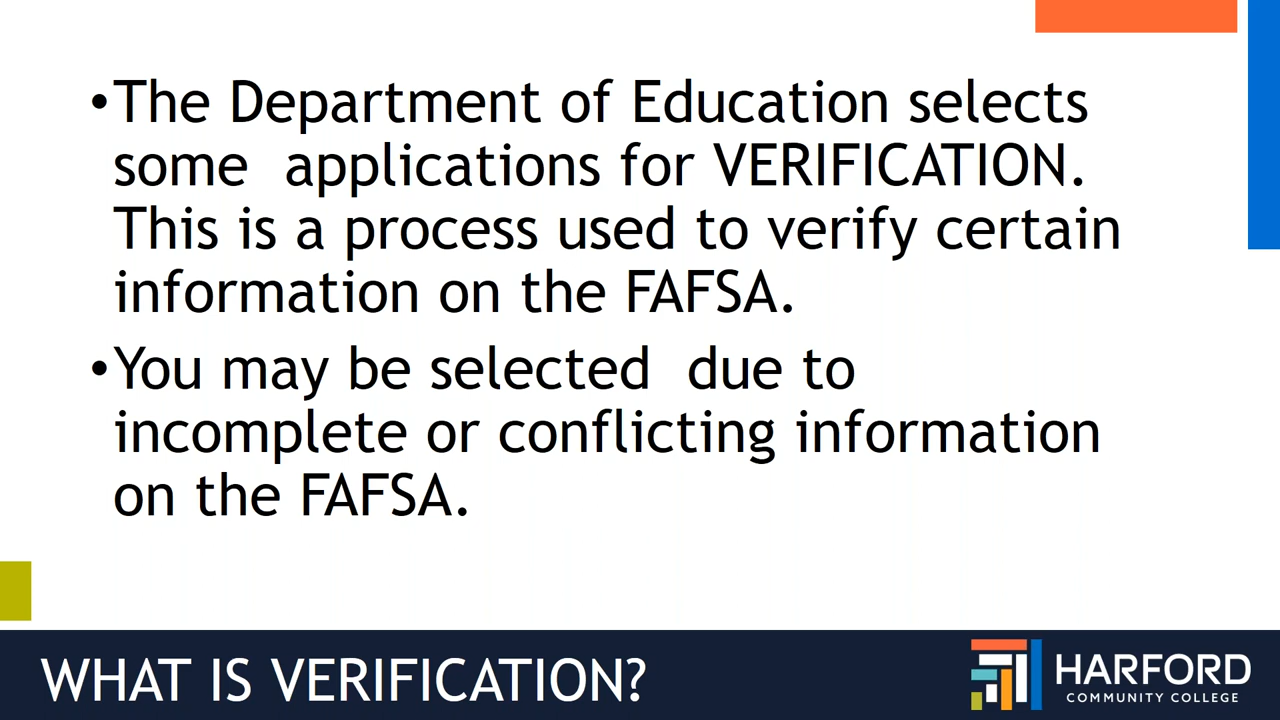 •The Department of Education selects
some  applications for VERIFICATION.
This is a process used to verify certain
information on the FAFSA.
•You may be selected  due to
incomplete or conflicting information
on the FAFSA.
WHAT IS VERIFICATION?
HARFORD
COMMUNITY COLLEGE